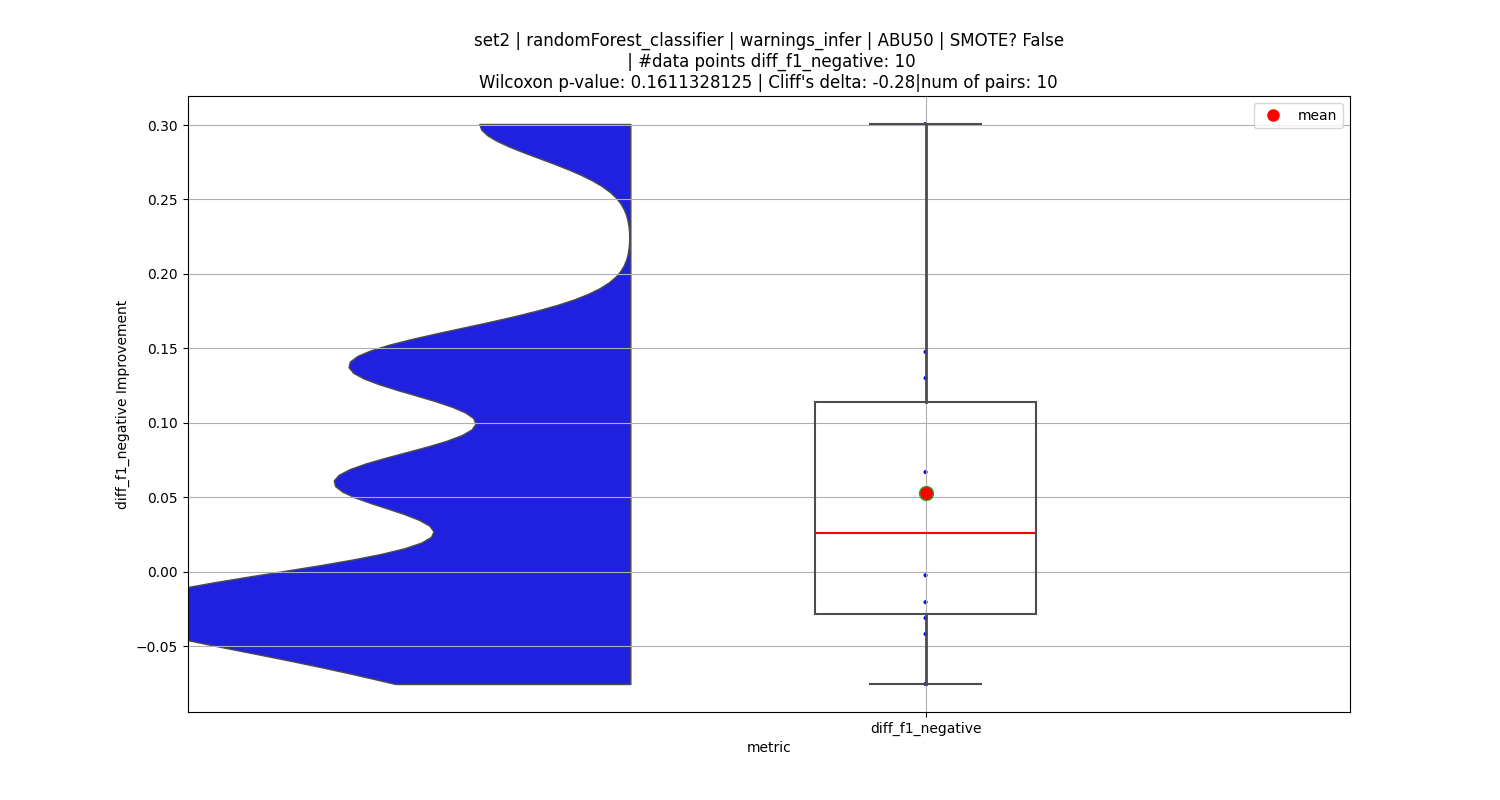 set2 | randomForest_classifier | warnings_infer | ABU50 | SMOTE? False
| #data points diff_f1_negative: 10
Wilcoxon p-value: 0.1611328125 | Cliff's delta: -0.28|num of pairs: 10
mean
0.30
0.25
0.20
0.15
0.10
0.05
0.00
−0.05
diff_f1_negative Improvement
diff_f1_negative
metric